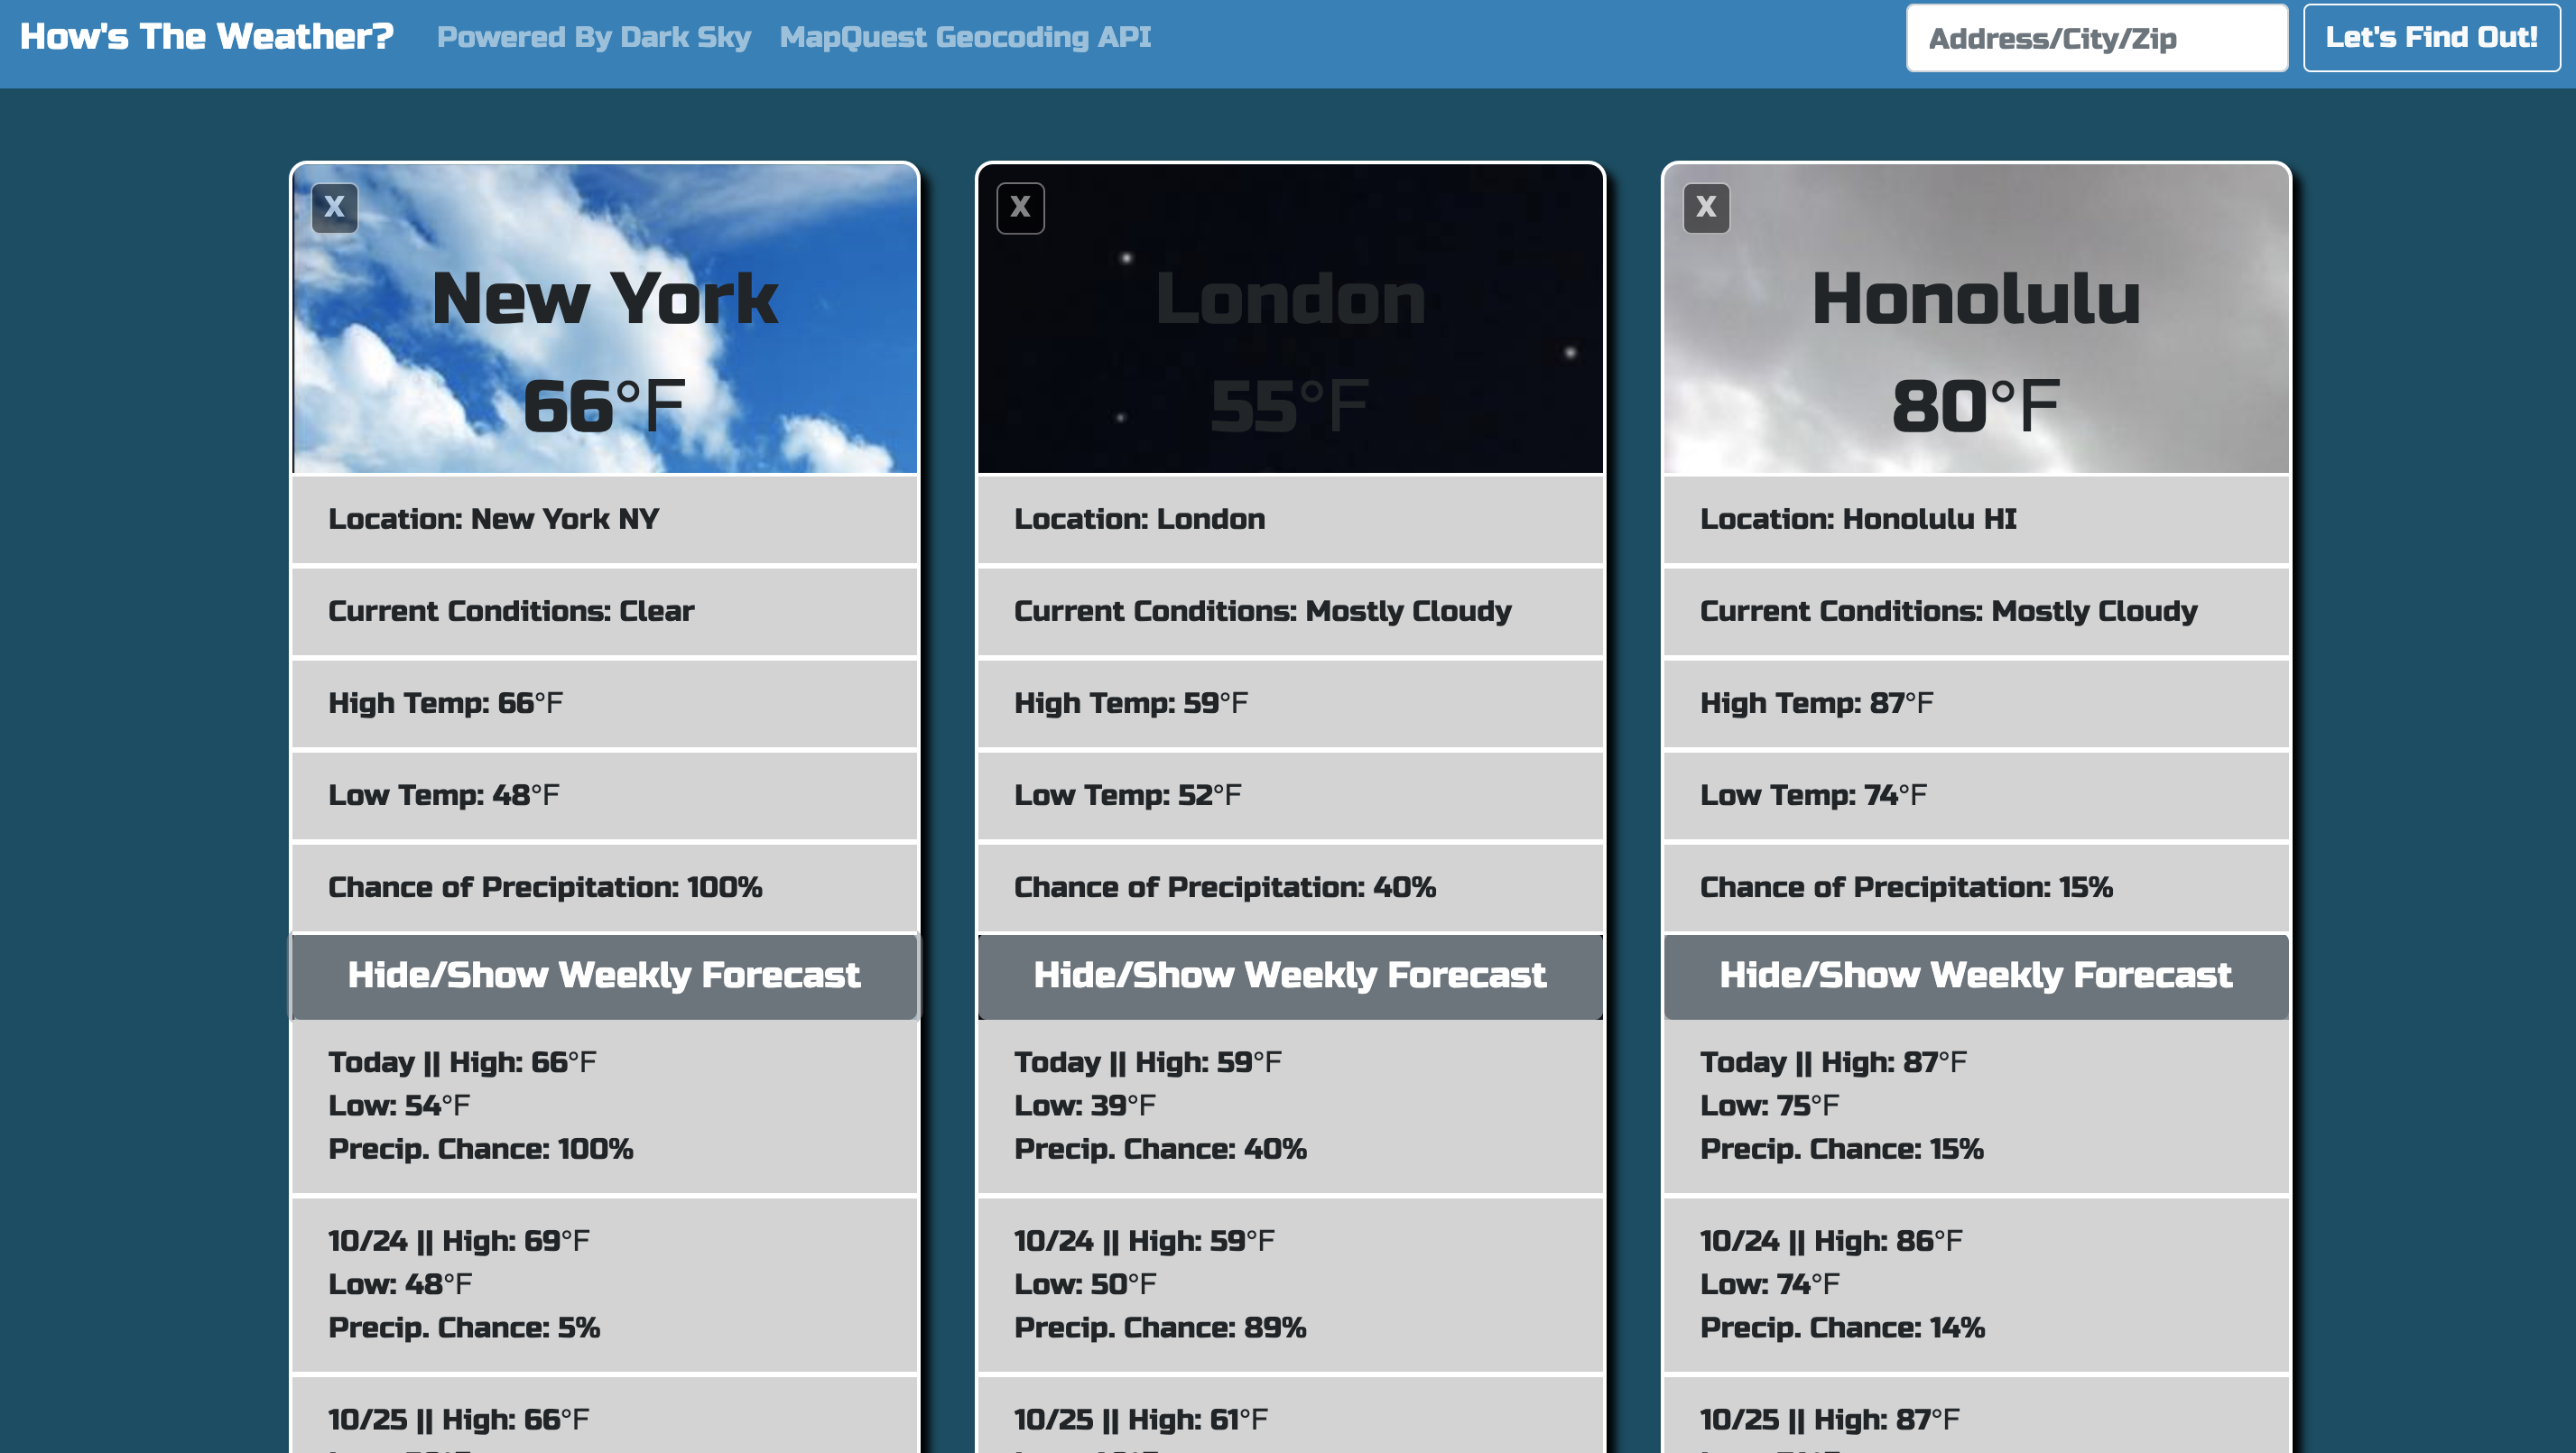 How's The Weather? Powered By Dark Sky MapQuest Geocoding API Address/City/Zip Let's Find Out!
X
New York
66°F
Location: New York NY
Current Conditions: Clear
High Temp: 66°F
Low Temp: 48°F
Chance of Precipitation: 100%
Hide/Show Weekly Forecast
Today || High: 66°F
Low: 54°F
Precip. Chance: 100%
10/24 || High: 69°F
Low: 48°F
Precip. Chance: 5%
10/25 || High: 66°F
X
London
55°F
Location: London
Current Conditions: Mostly Cloudy
High Temp: 59°F
Low Temp: 52°F
Chance of Precipitation: 40%
Hide/Show Weekly Forecast
Today || High: 59°F
Low: 39°F
Precip. Chance: 40%
10/24 || High: 59°F
Low: 50°F
Precip. Chance: 89%
10/25 || High: 61°F
X
Honolulu
80°F
Location: Honolulu HI
Current Conditions: Mostly Cloudy
High Temp: 87°F
Low Temp: 74°F
Chance of Precipitation: 15%
Hide/Show Weekly Forecast
Today || High: 87°F
Low: 75°F
Precip. Chance: 15%
10/24 || High: 86°F
Low: 74°F
Precip. Chance: 14%
10/25 || High: 87°F